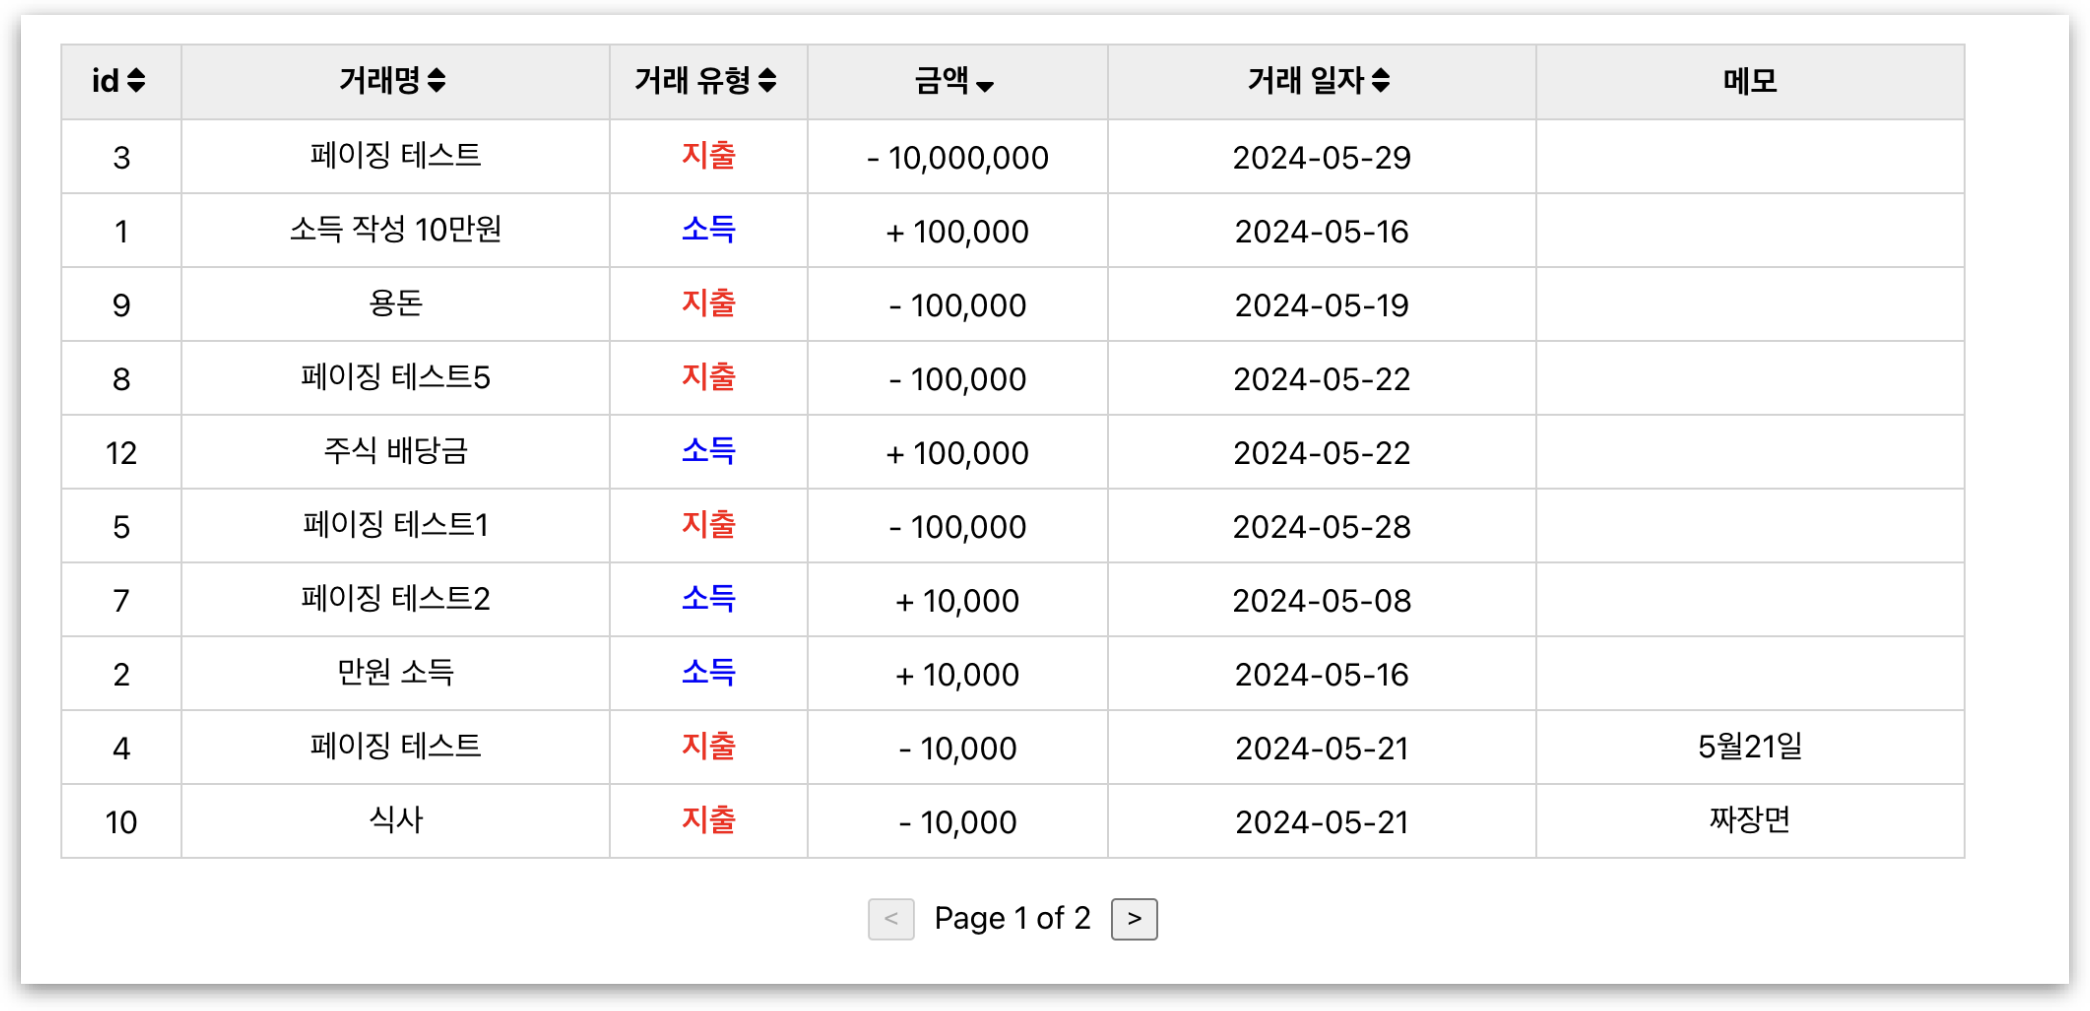 id 거래명 거래 유형 금액 거래 일자 메모
3 페이징 테스트 지출 - 10,000,000 2024-05-29
1 소득 작성 10만원 소득 + 100,000 2024-05-16
9 용돈 지출 - 100,000 2024-05-19
8 페이징 테스트5 지출 - 100,000 2024-05-22
12 주식 배당금 소득 + 100,000 2024-05-22
5 페이징 테스트1 지출 - 100,000 2024-05-28
7 페이징 테스트2 소득 + 10,000 2024-05-08
2 만원 소득 소득 + 10,000 2024-05-16
4 페이징 테스트 지출 - 10,000 2024-05-21 5월21일
10 식사 지출 - 10,000 2024-05-21 짜장면
< Page 1 of 2 >